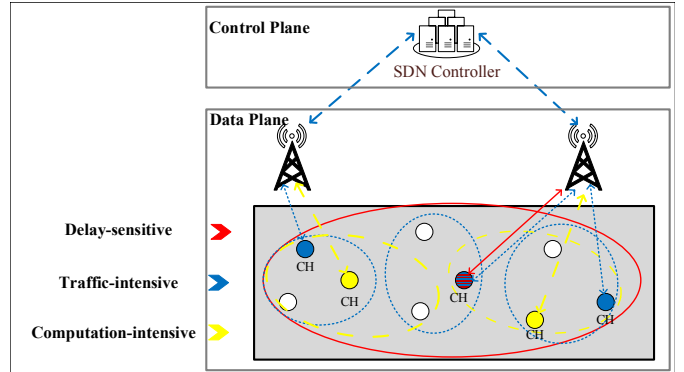 Control Plane
SDN Controller
Data Plane
Delay-sensitive
Traffic-intensive
Computation-intensive
CH
CH
CH
CH
CH